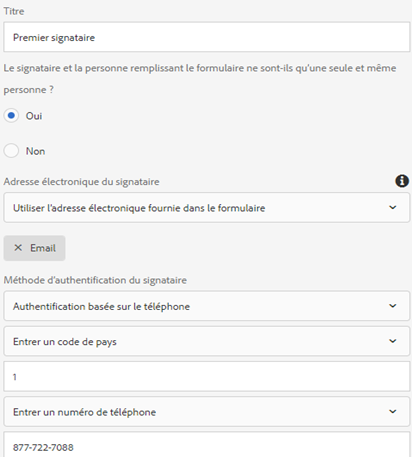 Titre
Premier signataire
Le signataire et la personne remplissant le formulaire ne sont-ils qu'une seule et même
personne ?
Oui
Non
Adresse électronique du signataire
Utiliser l'adresse électronique fournie dans le formulaire
× Email
Méthode d'authentification du signataire
Authentification basée sur le téléphone
Entrer un code de pays
1
Entrer un numéro de téléphone
877-722-7088